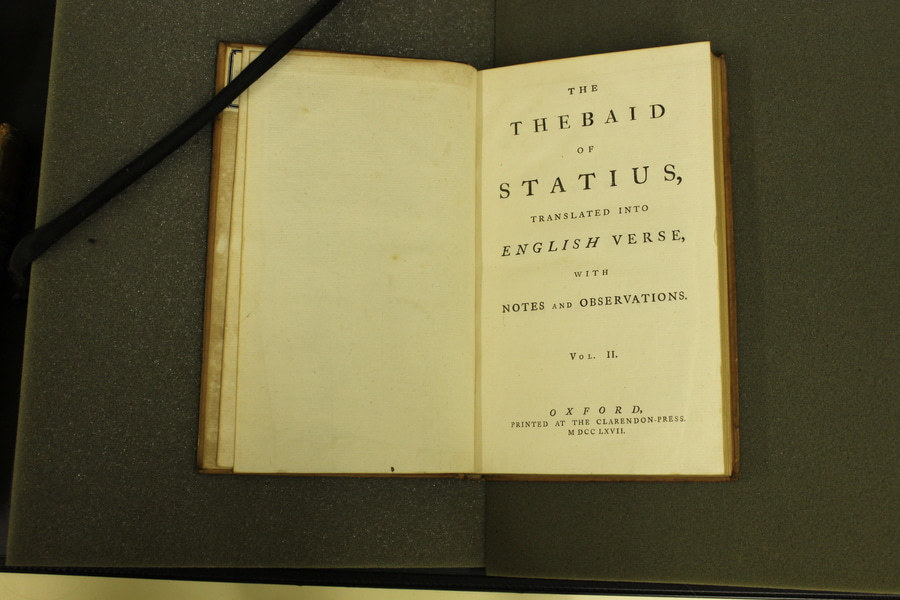 THE
THEBAID
OF
STATIUS,
TRANSLATED INTO
ENGLISH VERSE,
WITH
NOTES AND OBSERVATIONS.
VOL. II.
OXFORD,
PRINTED AT THE CLARENDON-PRESS.
M DCC LXVII.